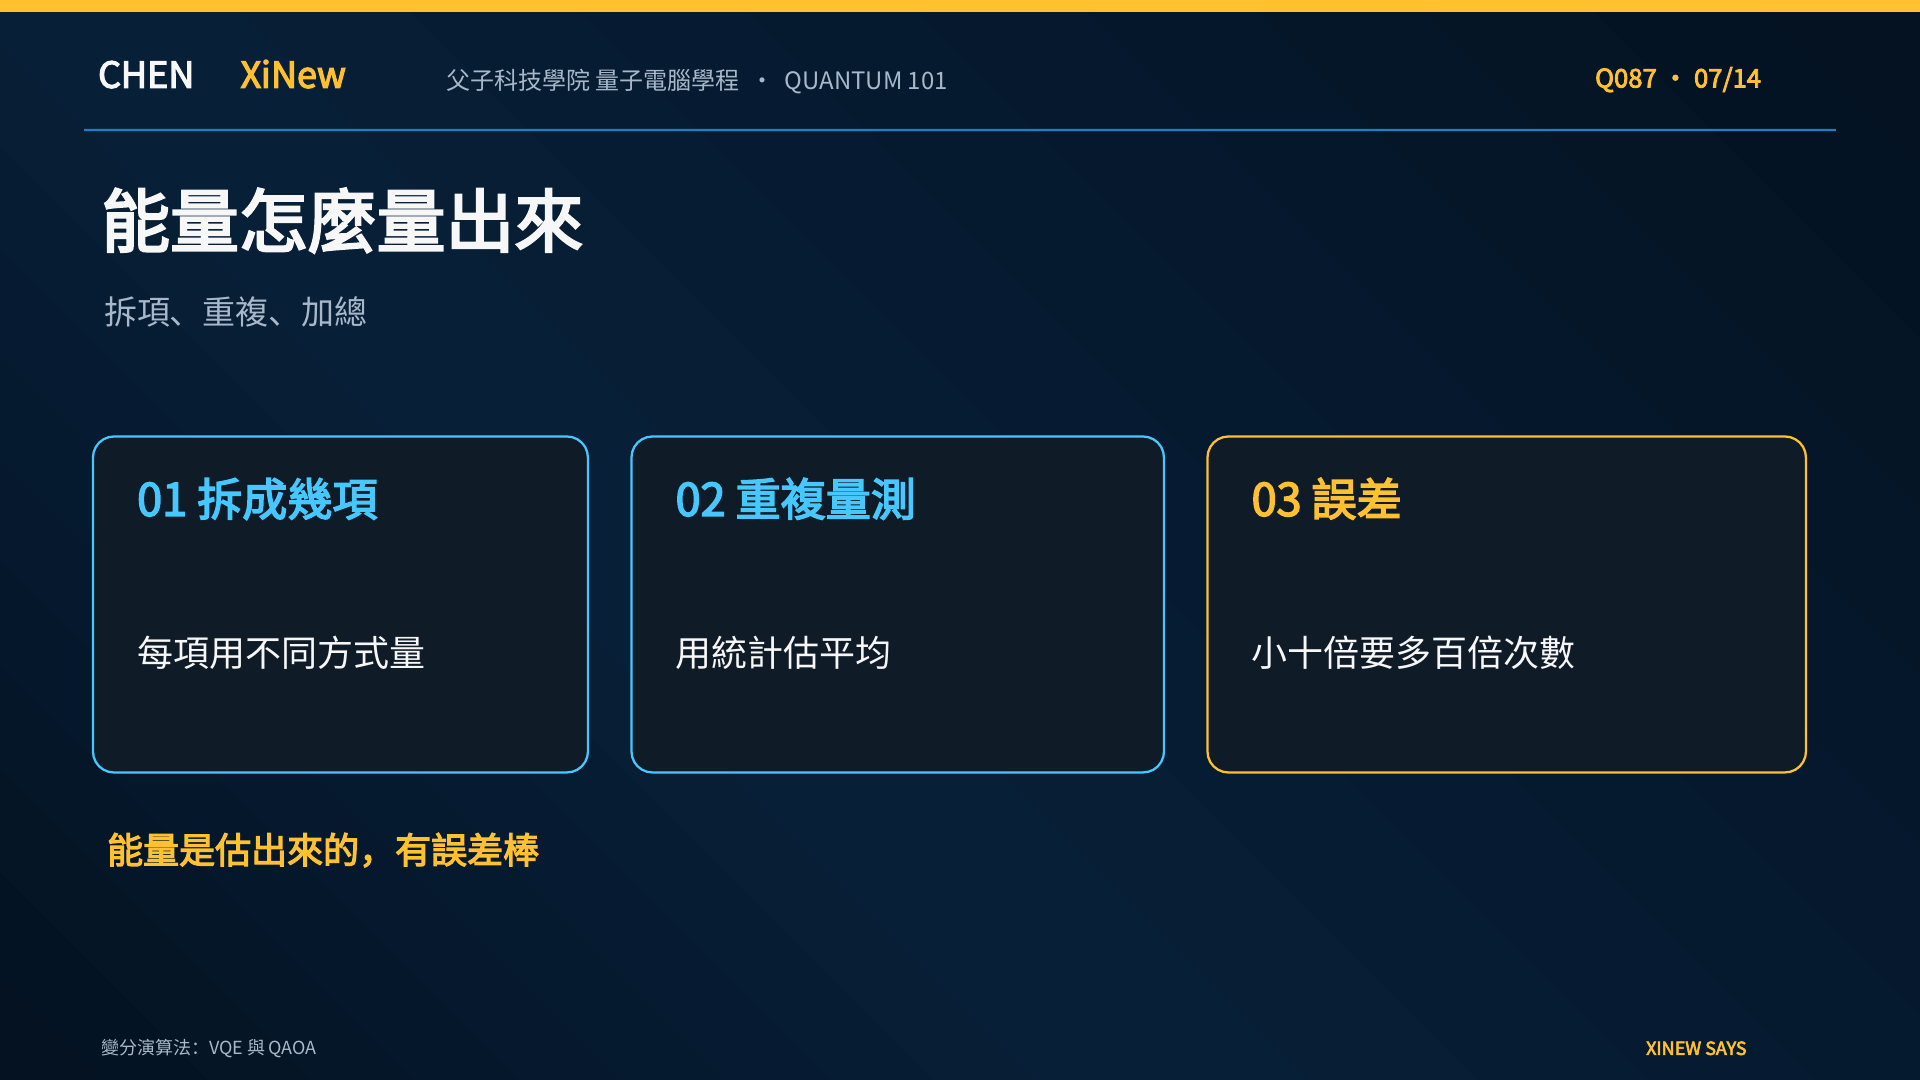 CHEN XiNew 父子科技學院 量子電腦學程 · QUANTUM 101 Q087 · 07/14
能量怎麼量出來
拆項、重複、加總
01 拆成幾項
每項用不同方式量
02 重複量測
用統計估平均
03 誤差
小十倍要多百倍次數
能量是估出來的，有誤差棒
變分演算法：VQE 與 QAOA
XINEW SAYS